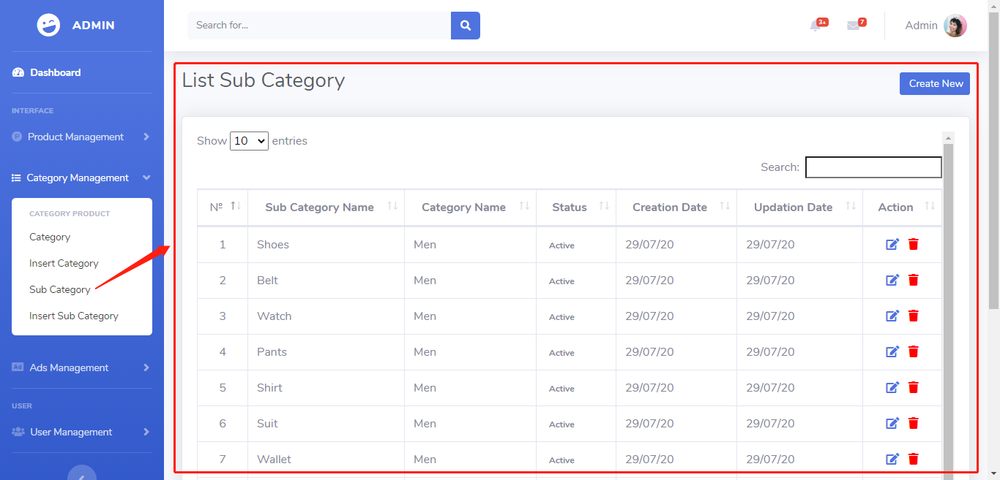 ADMIN
Dashboard
INTERFACE
P Product Management
Category Management
CATEGORY PRODUCT
Category
Insert Category
Sub Category
Insert Sub Category
Ad Ads Management
USER
User Management
Search for...
3+
7
Admin
List Sub Category
Create New
Show 10 entries
Search:
Nº Sub Category Name Category Name Status Creation Date Updation Date Action
1 Shoes Men Active 29/07/20 29/07/20
2 Belt Men Active 29/07/20 29/07/20
3 Watch Men Active 29/07/20 29/07/20
4 Pants Men Active 29/07/20 29/07/20
5 Shirt Men Active 29/07/20 29/07/20
6 Suit Men Active 29/07/20 29/07/20
7 Wallet Men Active 29/07/20 29/07/20